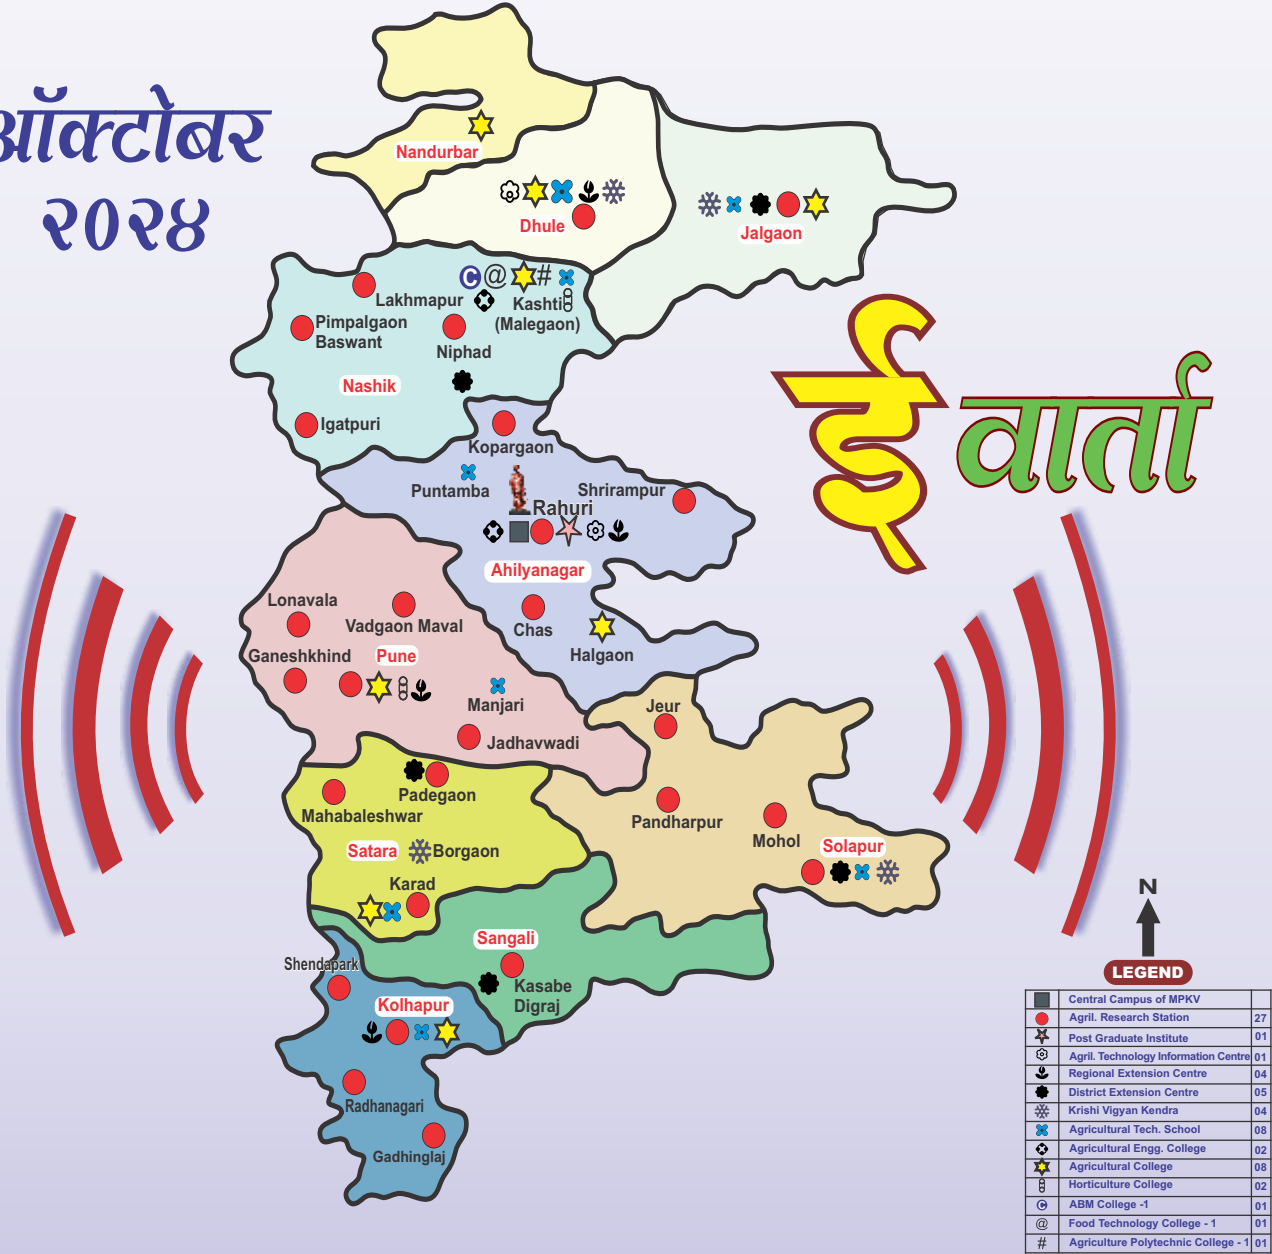 ऑक्टोबर
२०२४
Nandurbar
Dhule
Jalgaon
© @ #
Lakhmapur
Kashti
(Malegaon)
Pimpalgaon
Baswant
Niphad
Nashik
Igatpuri
ई वार्ता
Kopargaon
Puntamba
Shrirampur
Rahuri
Ahilyanagar
Chas
Halgaon
Lonavala
Vadgaon Maval
Ganeshkhind
Pune
Manjari
Jadhavwadi
Jeur
Pandharpur
Mohol
Solapur
Padegaon
Mahabaleshwar
Satara
Borgaon
Karad
Sangali
Kasabe
Digraj
Shendapark
Kolhapur
Radhanagari
Gadhinglaj
N
LEGEND
Central Campus of MPKV
Agril. Research Station 27
Post Graduate Institute 01
Agril. Technology Information Centre 01
Regional Extension Centre 04
District Extension Centre 05
Krishi Vigyan Kendra 04
Agricultural Tech. School 08
Agricultural Engg. College 02
Agricultural College 08
Horticulture College 02
© ABM College -1 01
@ Food Technology College - 1 01
# Agriculture Polytechnic College - 1 01